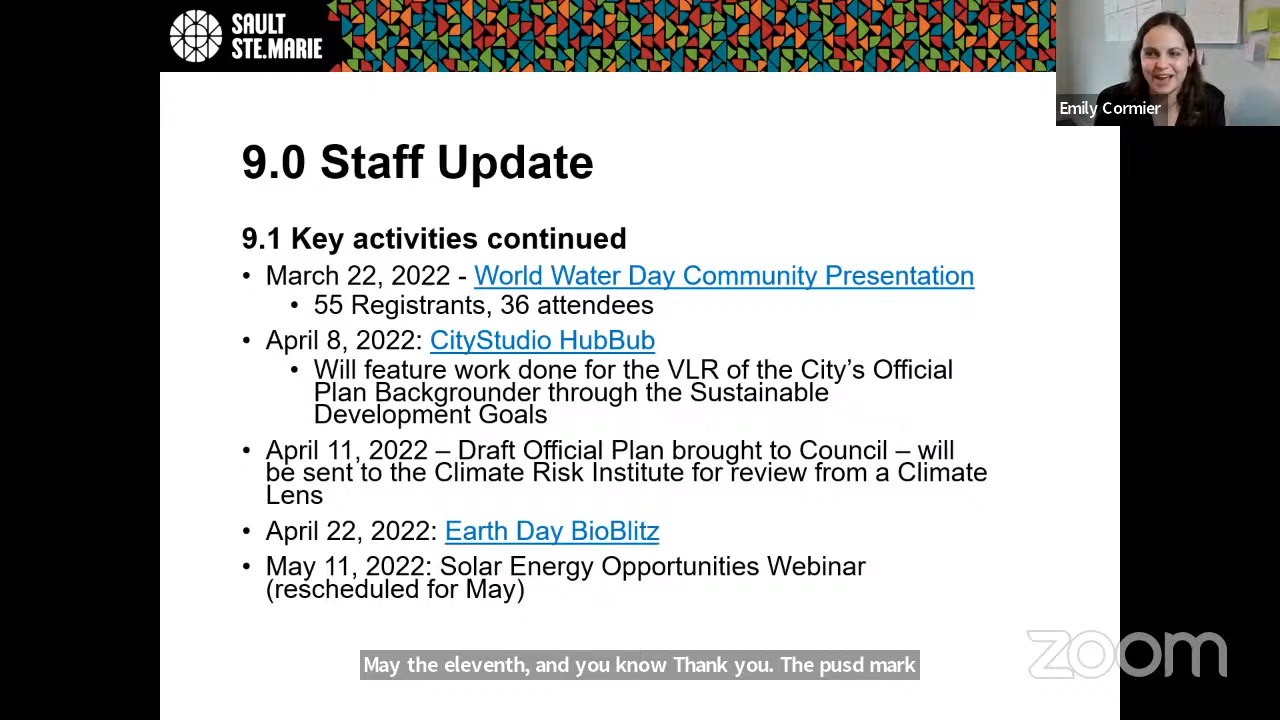 SAULT
STE.MARIE
Emily Cormier
9.0 Staff Update
9.1 Key activities continued
• March 22, 2022 - World Water Day Community Presentation
• 55 Registrants, 36 attendees
• April 8, 2022: CityStudio HubBub
• Will feature work done for the VLR of the City’s Official
Plan Backgrounder through the Sustainable
Development Goals
• April 11, 2022 – Draft Official Plan brought to Council – will
be sent to the Climate Risk Institute for review from a Climate
Lens
• April 22, 2022: Earth Day BioBlitz
• May 11, 2022: Solar Energy Opportunities Webinar
(rescheduled for May)
May the eleventh, and you know Thank you. The pusd mark
zoom